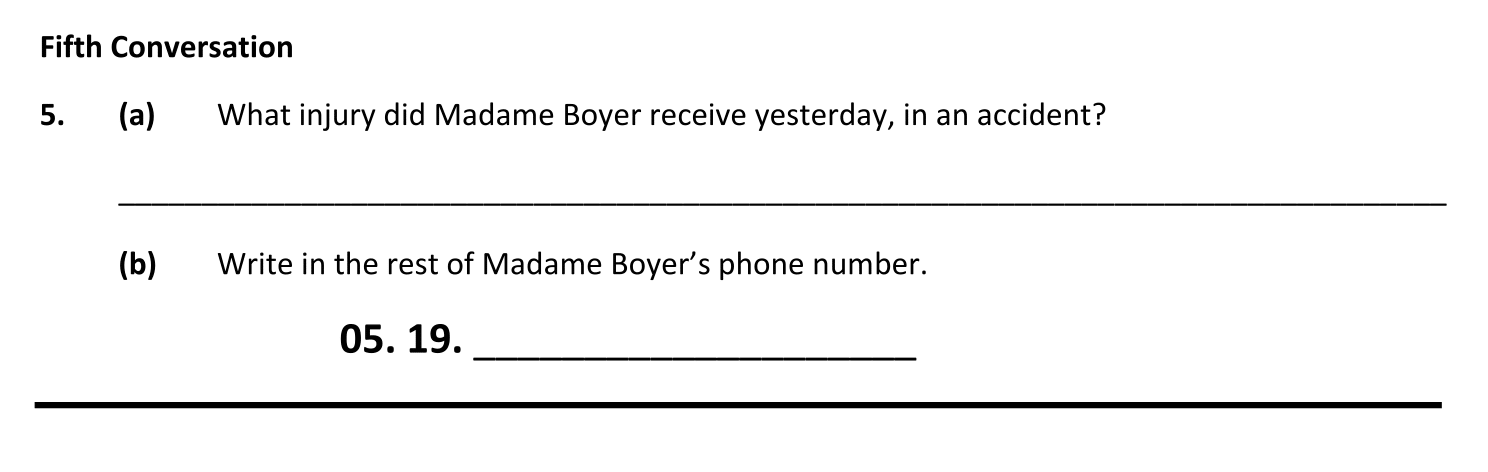 Fifth Conversation
5. (a) What injury did Madame Boyer receive yesterday, in an accident?
(b) Write in the rest of Madame Boyer’s phone number.
05. 19. ____________________